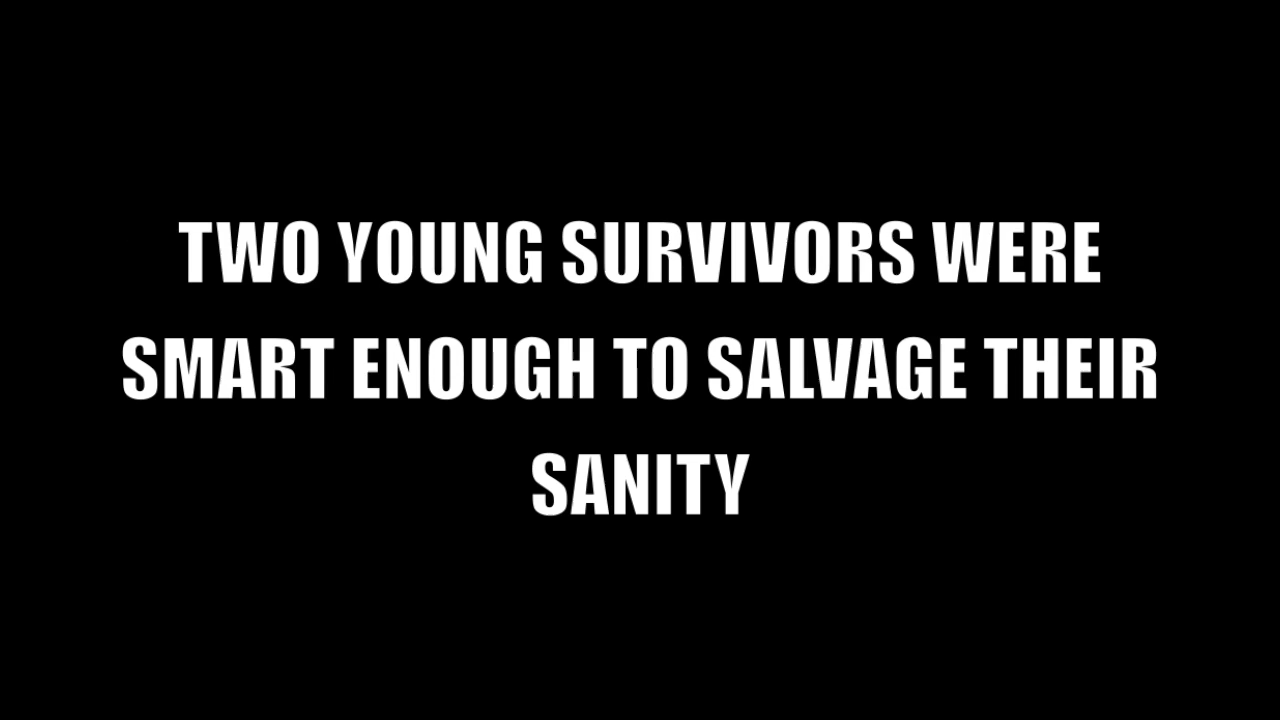 TWO YOUNG SURVIVORS WERE
SMART ENOUGH TO SALVAGE THEIR
SANITY